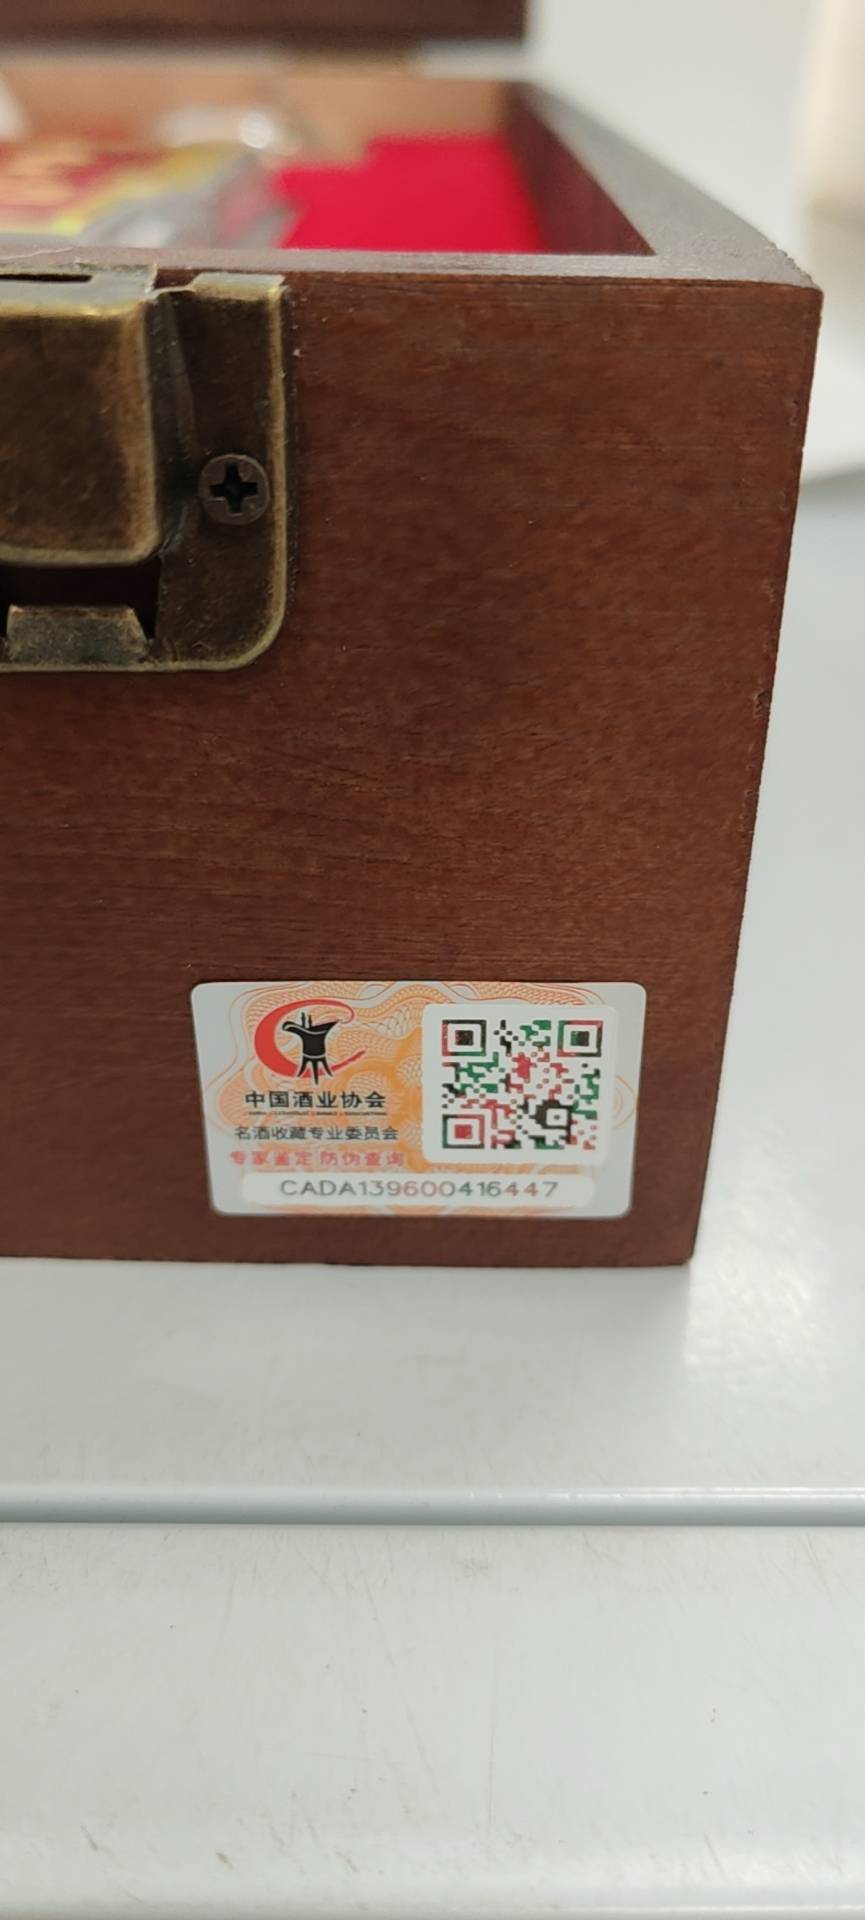 中国酒业协会
名酒收藏专业委员会
专家鉴定 防伪查询
CADA139600416447